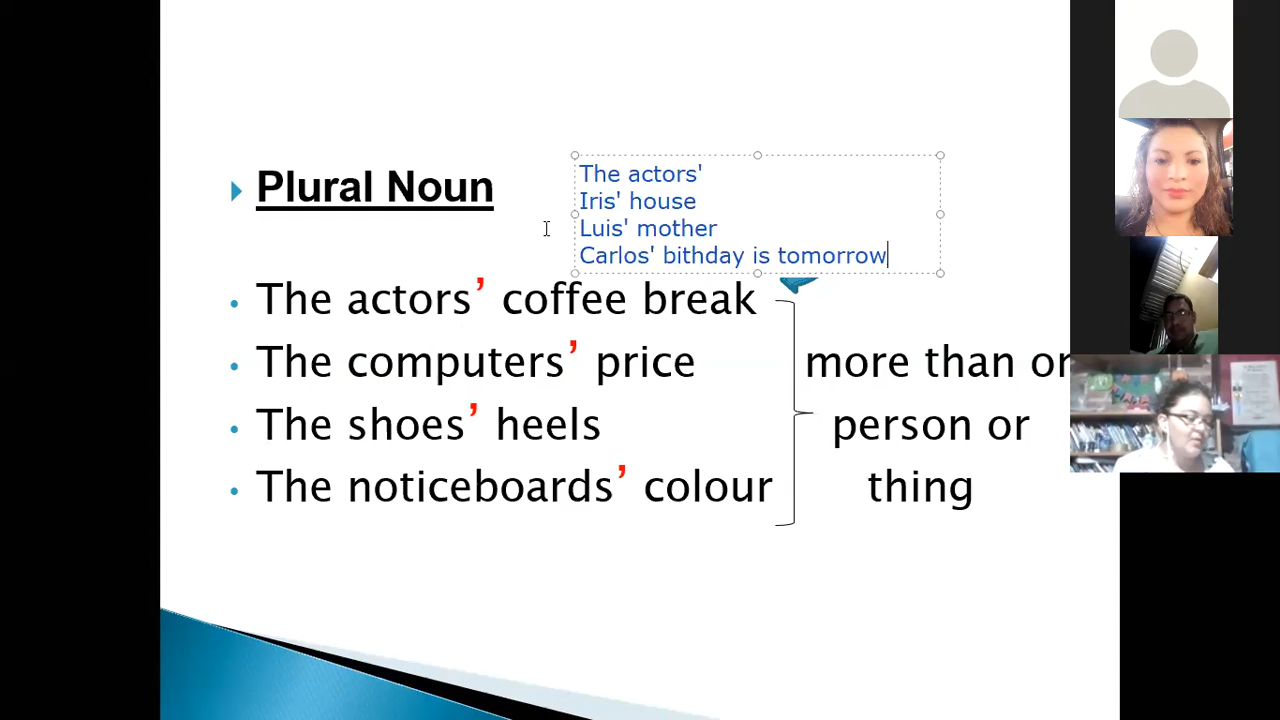 Plural Noun
The actors'
Iris' house
Luis' mother
Carlos' bithday is tomorrow
The actors’ coffee break
The computers’ price
The shoes’ heels
The noticeboards’ colour
more than
person or
thing